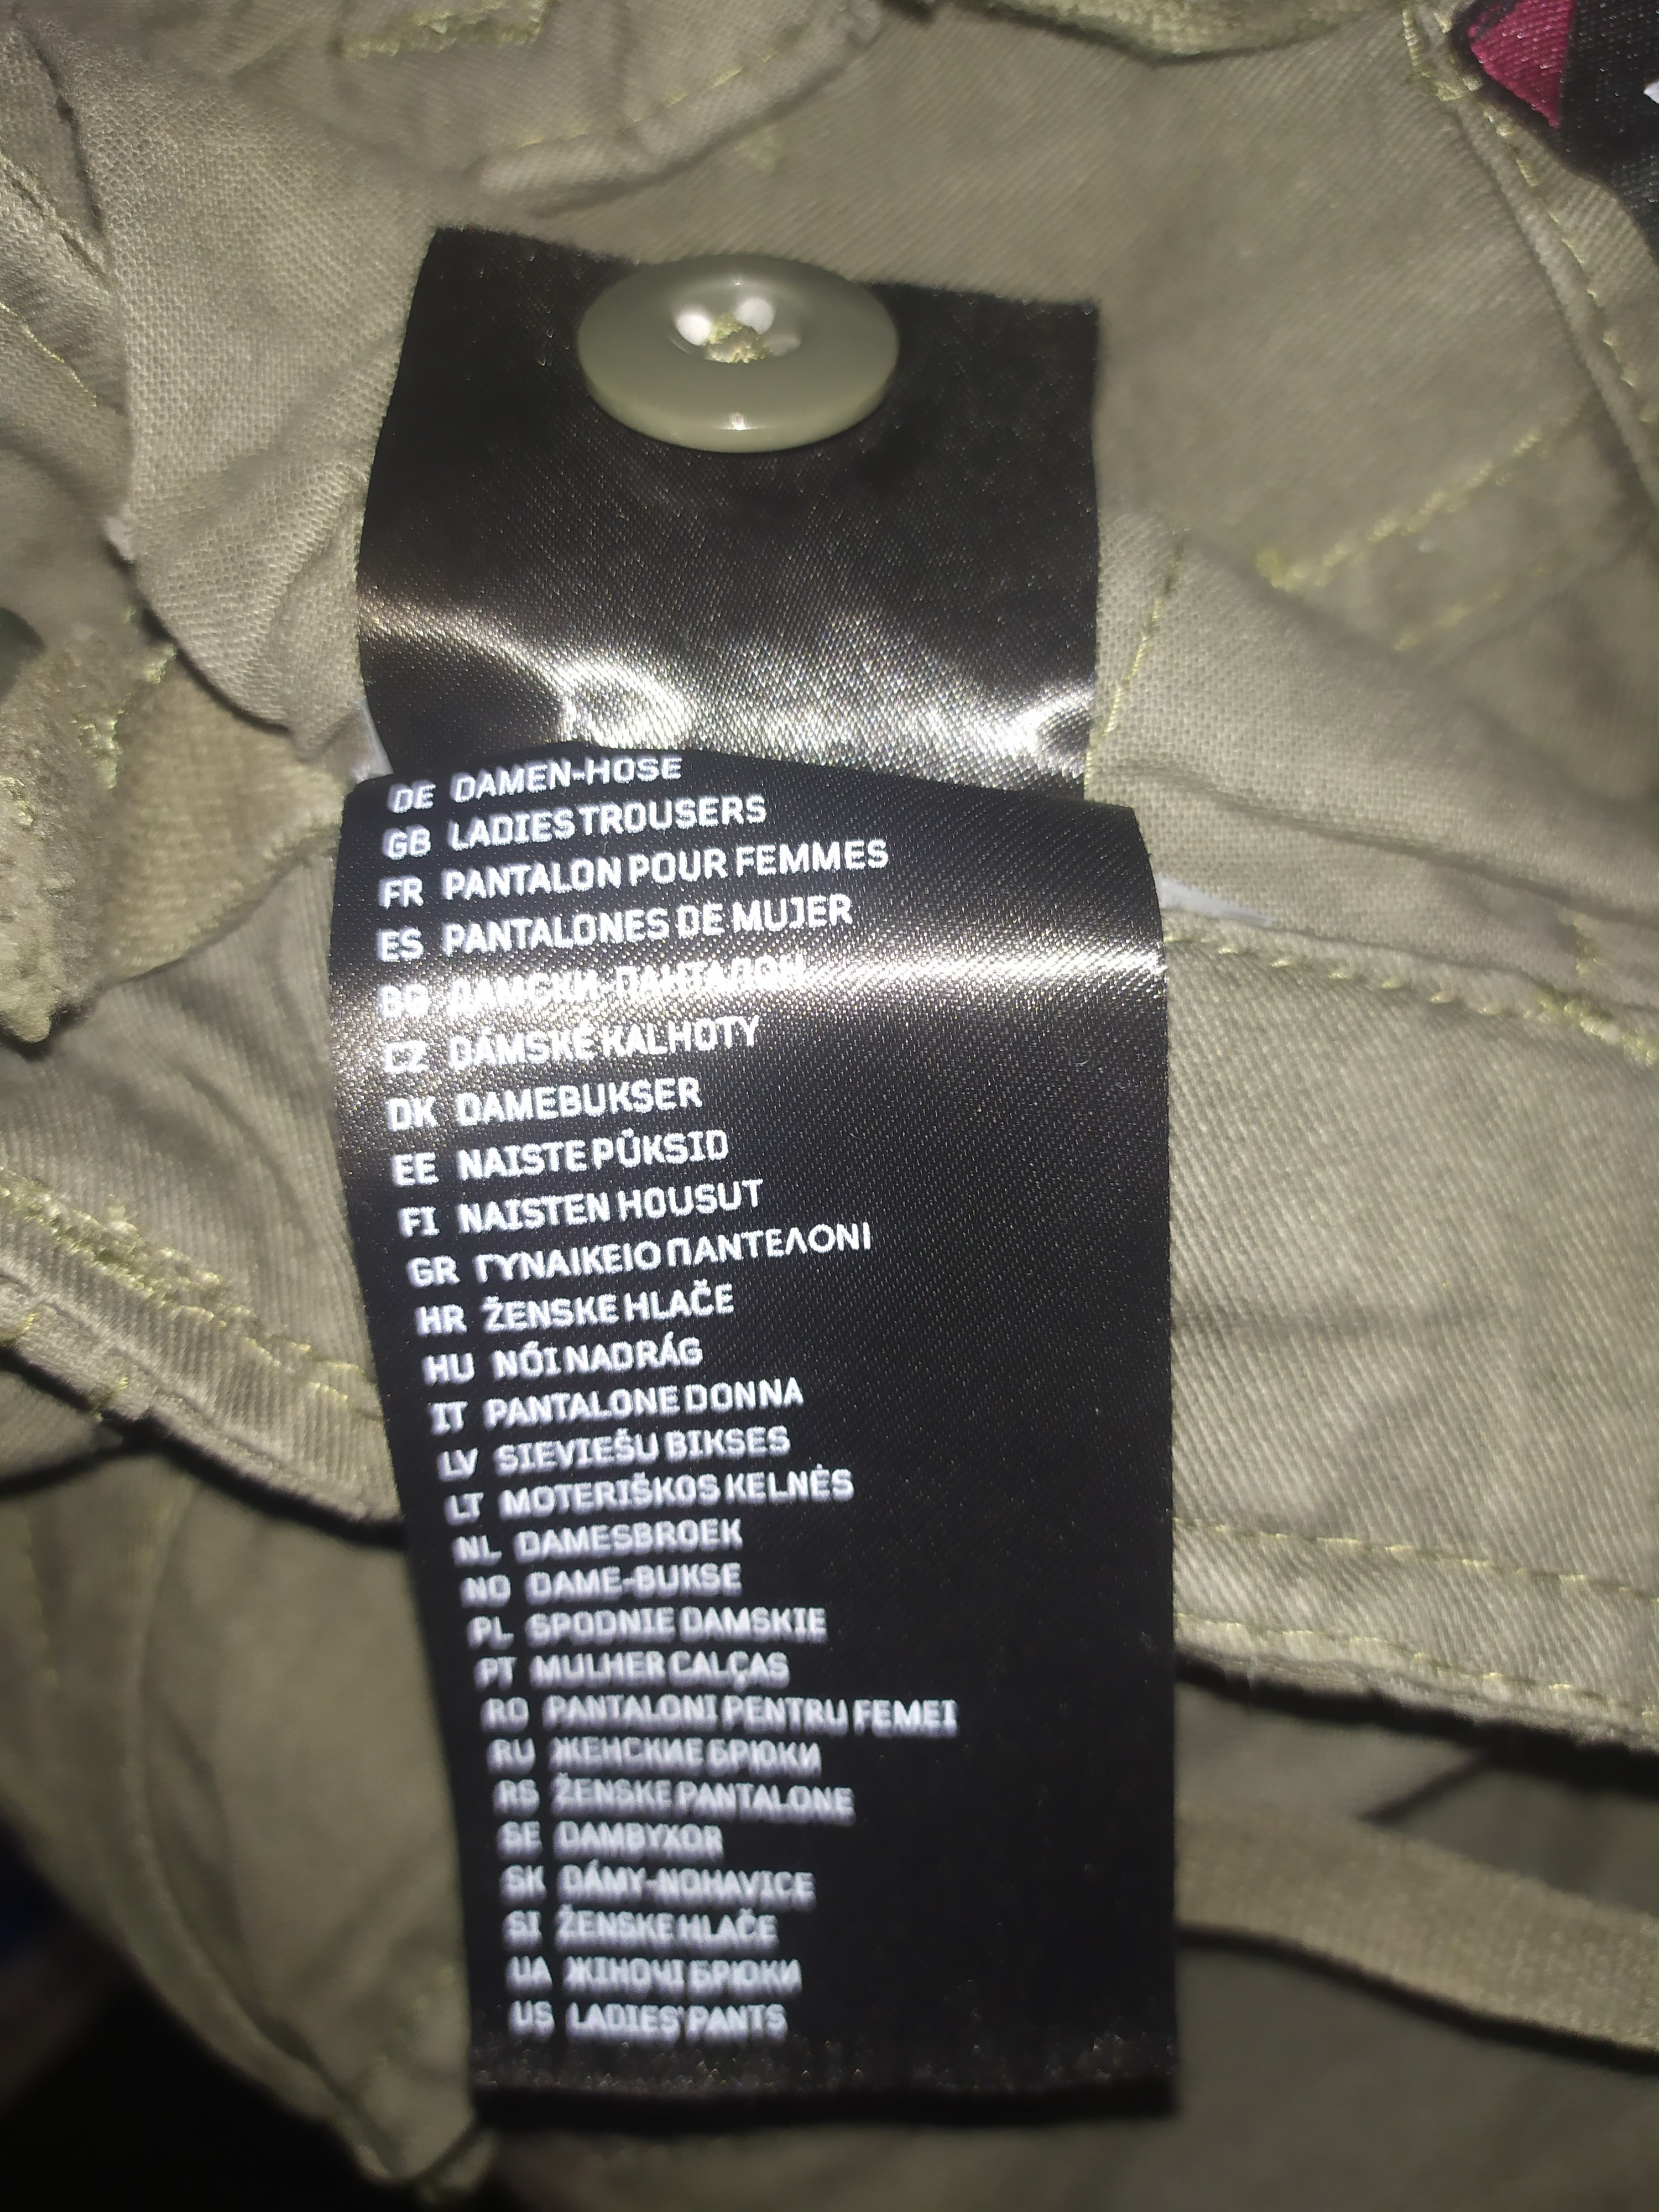 DE DAMEN-HOSE
GB LADIES TROUSERS
FR PANTALON POUR FEMMES
ES PANTALONES DE MUJER
BG ДАМСКИ-ПАНТАЛОН
CZ DÁMSKÉ KALHOTY
DK DAMEBUKSER
EE NAISTE PÜKSID
FI NAISTEN HOUSUT
GR ΓΥΝΑΙΚΕΙΟ ΠΑΝΤΕΛΟΝΙ
HR ŽENSKE HLAČE
HU NŐI NADRÁG
IT PANTALONE DONNA
LV SIEVIEŠU BIKSES
LT MOTERIŠKOS KELNĖS
NL DAMESBROEK
NO DAME-BUKSE
PL SPODNIE DAMSKIE
PT MULHER CALÇAS
RO PANTALONI PENTRU FEMEI
RU ЖЕНСКИЕ БРЮКИ
RS ŽENSKE PANTALONE
SE DAMBYXOR
SK DÁMY-NOHAVICE
SI ŽENSKE HLAČE
UA ЖІНОЧІ БРЮКИ
US LADIES' PANTS